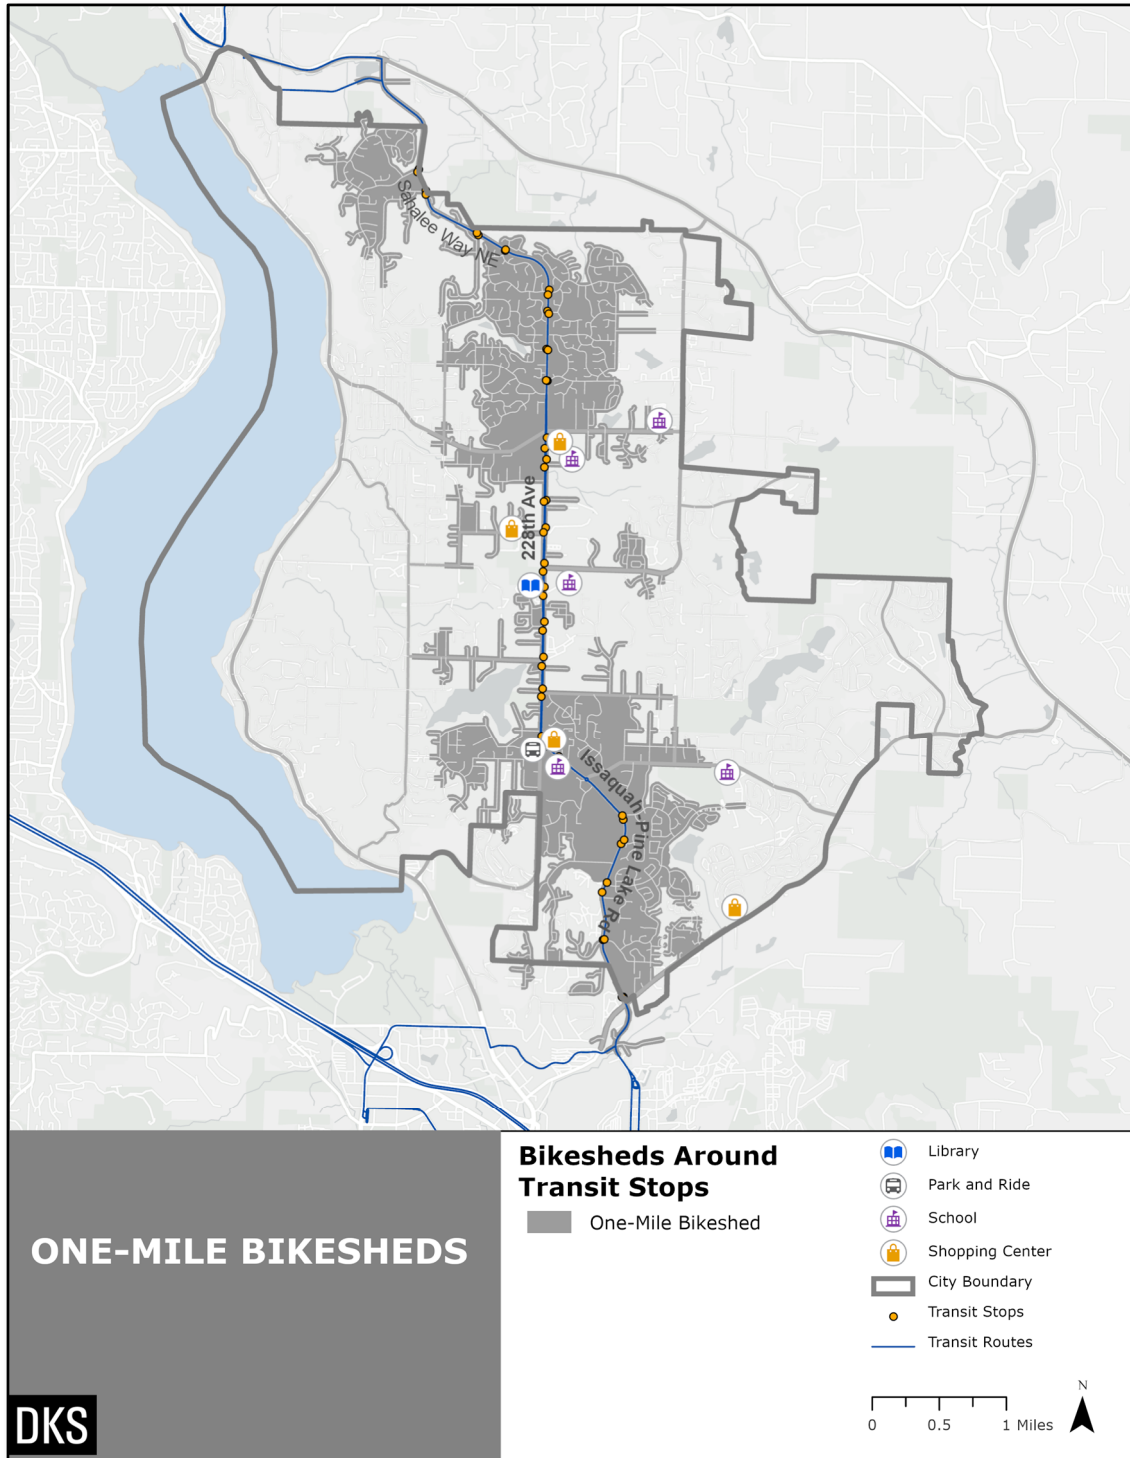 Sahalee Way NE
228th Ave
Issaquah-Pine Lake Rd
ONE-MILE BIKESHEDS
DKS
Bikesheds Around
Transit Stops
One-Mile Bikeshed
Library
Park and Ride
School
Shopping Center
City Boundary
Transit Stops
Transit Routes
N
0 0.5 1 Miles